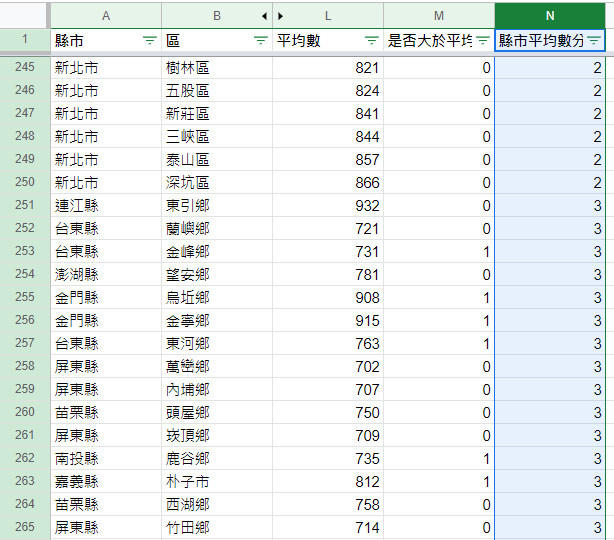 A B L M N
1 縣市 區 平均數 是否大於平均 縣市平均數分
245 新北市 樹林區 821 0 2
246 新北市 五股區 824 0 2
247 新北市 新莊區 841 0 2
248 新北市 三峽區 844 0 2
249 新北市 泰山區 857 0 2
250 新北市 深坑區 866 0 2
251 連江縣 東引鄉 932 0 3
252 台東縣 蘭嶼鄉 721 0 3
253 台東縣 金峰鄉 731 1 3
254 澎湖縣 望安鄉 781 0 3
255 金門縣 烏坵鄉 908 1 3
256 金門縣 金寧鄉 915 1 3
257 台東縣 東河鄉 763 1 3
258 屏東縣 萬巒鄉 702 0 3
259 屏東縣 內埔鄉 707 0 3
260 苗栗縣 頭屋鄉 750 0 3
261 屏東縣 崁頂鄉 709 0 3
262 南投縣 鹿谷鄉 735 1 3
263 嘉義縣 朴子市 812 1 3
264 苗栗縣 西湖鄉 758 0 3
265 屏東縣 竹田鄉 714 0 3